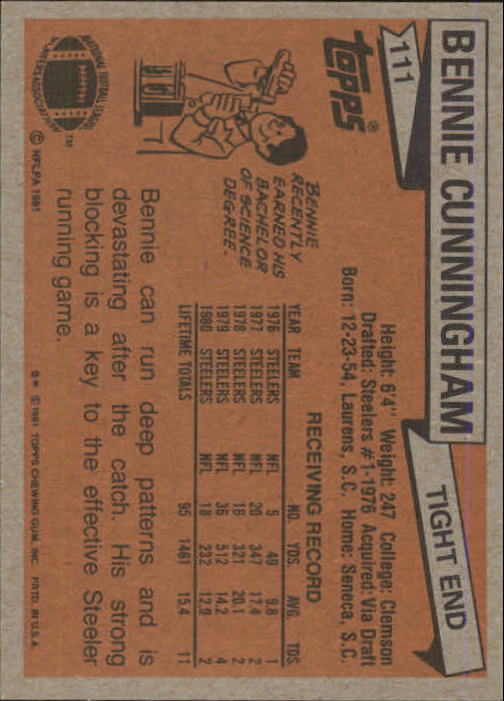 BENNIE CUNNINGHAM
TIGHT END
111
topps®
Height: 6'4" Weight: 247 College: Clemson
Drafted: Steelers #1-1976 Acquired: Via Draft
Born: 12-23-54, Laurens, S.C. Home: Seneca, S.C.
BENNIE
RECENTLY
EARNED HIS
BACHELOR
OF SCIENCE
DEGREE.
RECEIVING RECORD
YEAR TEAM NO. YDS. AVG. TDS.
1976 STEELERS NFL 5 49 9.8 1
1977 STEELERS NFL 20 347 17.4 2
1978 STEELERS NFL 16 321 20.1 2
1979 STEELERS NFL 36 512 14.2 4
1980 STEELERS NFL 18 232 12.9 2
LIFETIME TOTALS 95 1461 15.4 11
Bennie can run deep patterns and is
devastating after the catch. His strong
blocking is a key to the effective Steeler
running game.
NATIONAL FOOTBALL LEAGUE
PLAYERS ASSOCIATION
TM
© NFLPA 1981
© 1981 TOPPS CHEWING GUM, INC. PRTD. IN U.S.A.